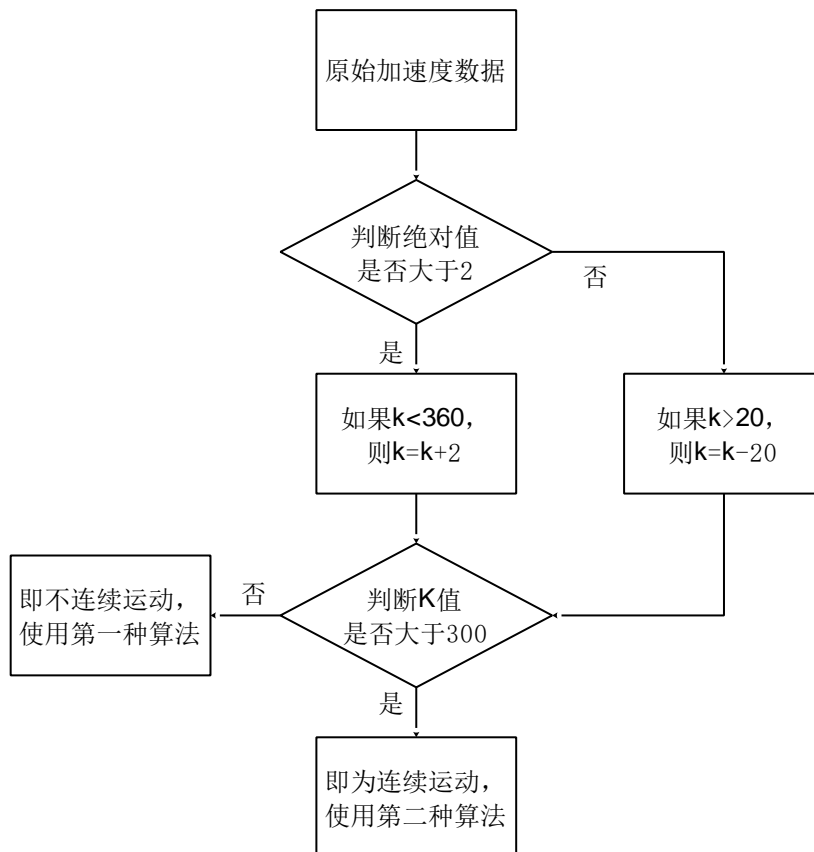 原始加速度数据
判断绝对值
是否大于2
否
是
如果k<360，
则k=k+2
如果k>20，
则k=k-20
即不连续运动，
使用第一种算法
否
判断K值
是否大于300
是
即为连续运动，
使用第二种算法